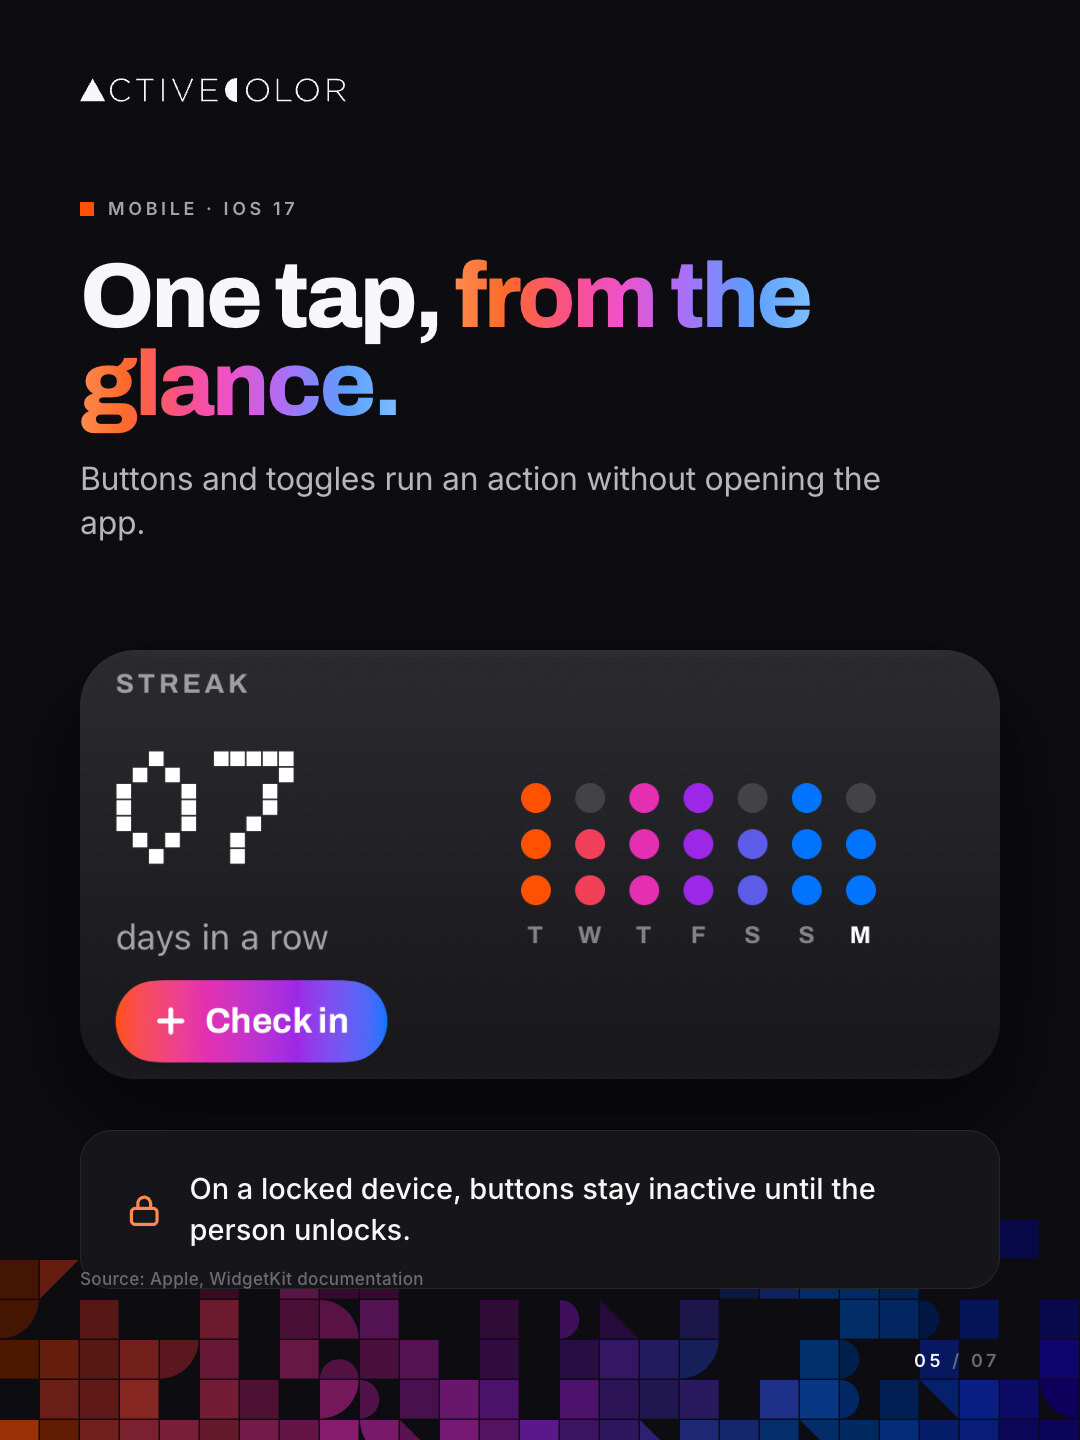 ACTIVECOLOR
MOBILE · IOS 17
One tap, from the
glance.
Buttons and toggles run an action without opening the
app.
STREAK
07
days in a row
T W T F S S M
+ Check in
On a locked device, buttons stay inactive until the
person unlocks.
Source: Apple, WidgetKit documentation
05 / 07